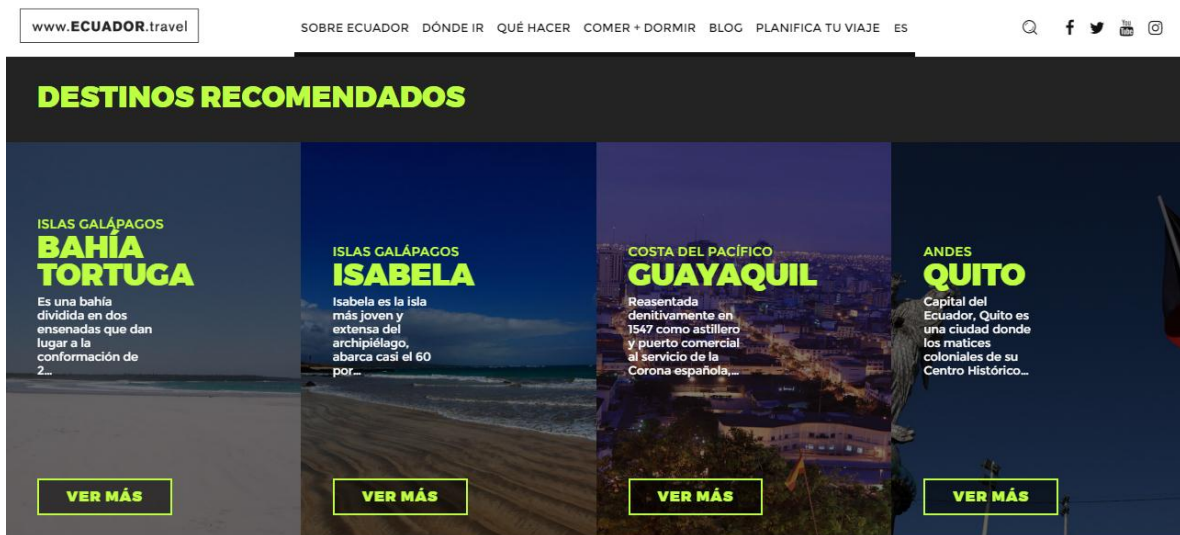 www.ECUADOR.travel
SOBRE ECUADOR DÓNDE IR QUÉ HACER COMER + DORMIR BLOG PLANIFICA TU VIAJE ES
You
Tube
DESTINOS RECOMENDADOS
ISLAS GALÁPAGOS
BAHÍA
TORTUGA
Es una bahía
dividida en dos
ensenadas que dan
lugar a la
conformación de
2...
VER MÁS
ISLAS GALÁPAGOS
ISABELA
Isabela es la isla
más joven y
extensa del
archipiélago,
abarca casi el 60
por...
VER MÁS
COSTA DEL PACÍFICO
GUAYAQUIL
Reasentada
denitivamente en
1547 como astillero
y puerto comercial
al servicio de la
Corona española,...
VER MÁS
ANDES
QUITO
Capital del
Ecuador, Quito es
una ciudad donde
los matices
coloniales de su
Centro Histórico...
VER MÁS